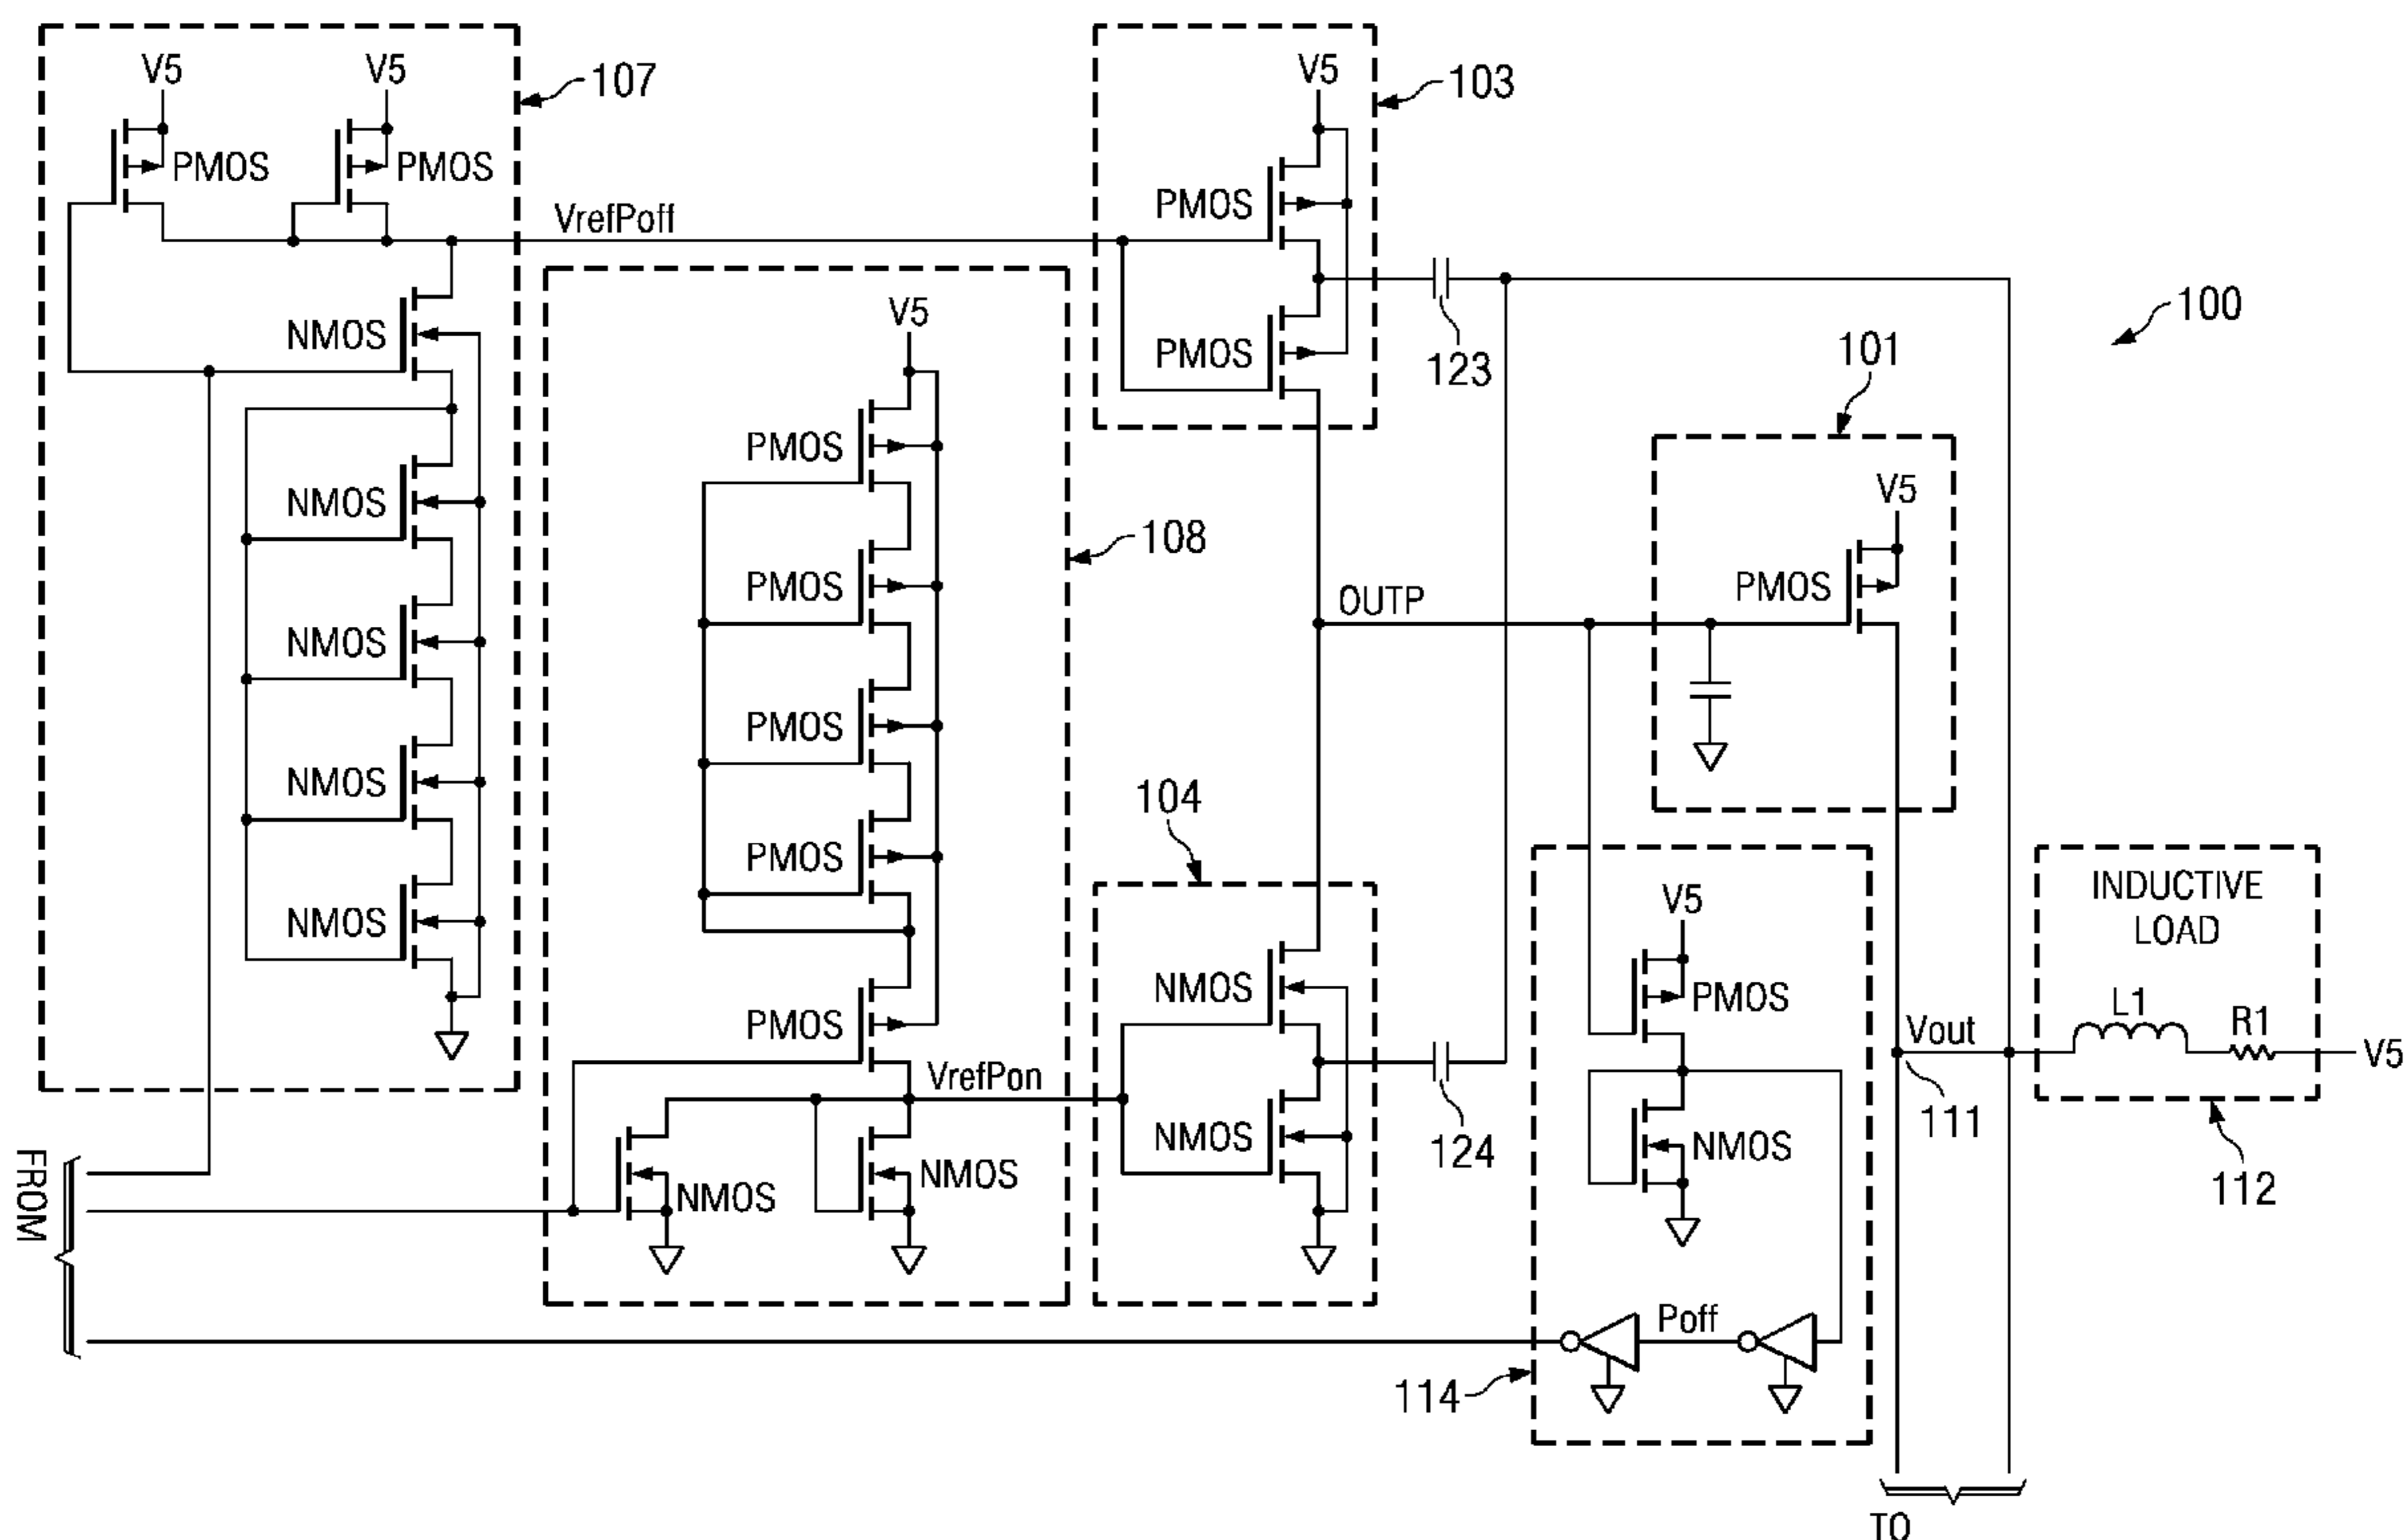 V5
V5
107
PMOS
PMOS
VrefPoff
NMOS
NMOS
NMOS
NMOS
NMOS
V5
103
PMOS
PMOS
123
100
V5
PMOS
PMOS
PMOS
PMOS
PMOS
108
VrefPon
NMOS
NMOS
OUTP
101
V5
PMOS
104
NMOS
NMOS
124
V5
PMOS
NMOS
Poff
114
INDUCTIVE
LOAD
L1
R1
Vout
V5
111
112
FROM
TO